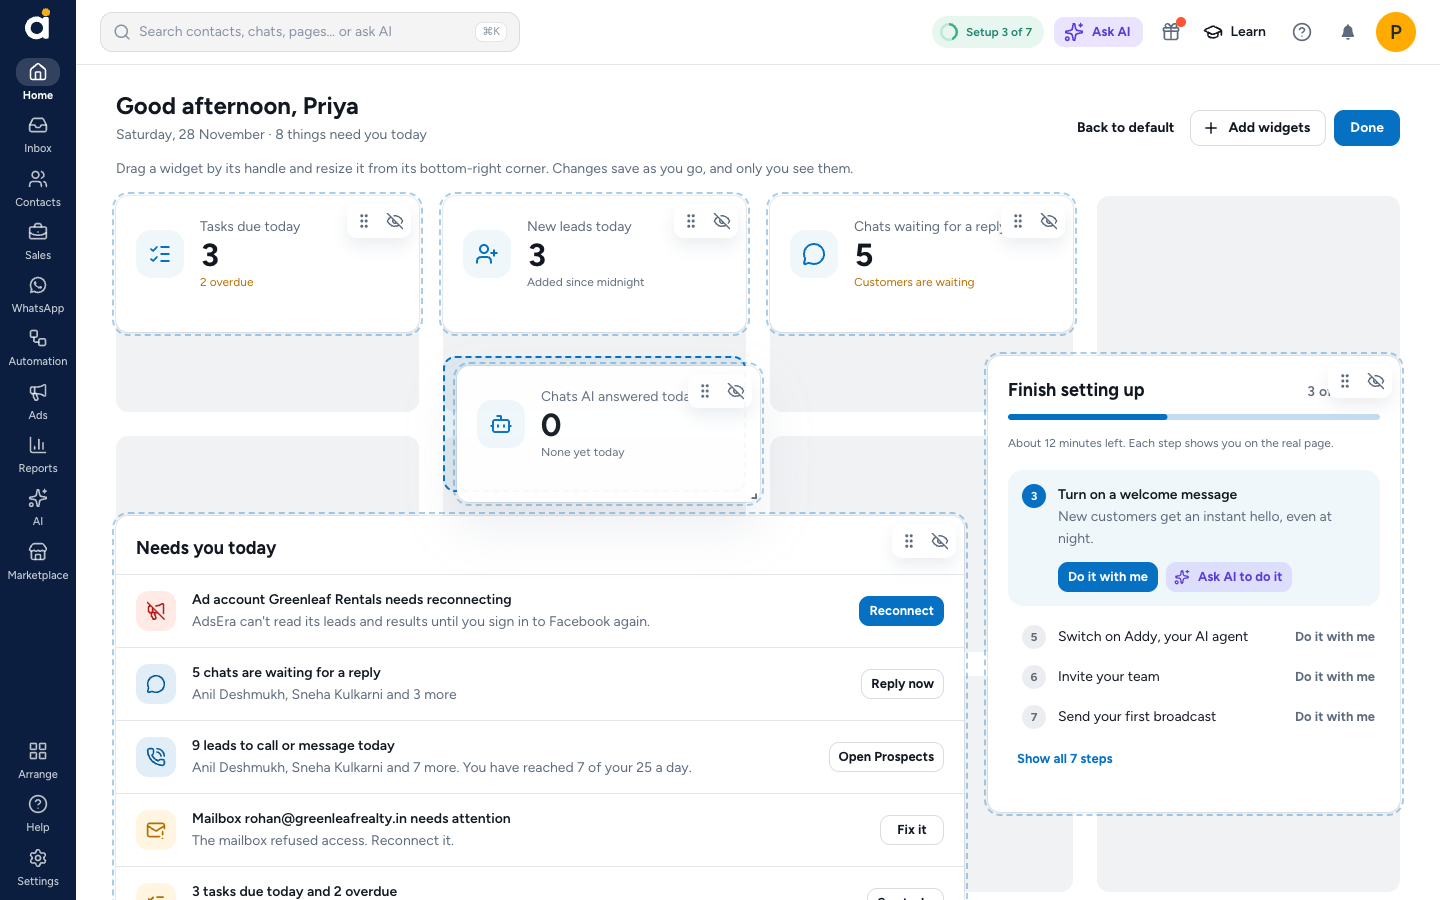 Search contacts, chats, pages... or ask AI
⌘K
Setup 3 of 7
Ask AI
Learn
P
Home
Inbox
Contacts
Sales
WhatsApp
Automation
Ads
Reports
AI
Marketplace
Arrange
Help
Settings
Good afternoon, Priya
Saturday, 28 November · 8 things need you today
Back to default
Add widgets
Done
Drag a widget by its handle and resize it from its bottom-right corner. Changes save as you go, and only you see them.
Tasks due today
3
2 overdue
New leads today
3
Added since midnight
Chats waiting for a reply
5
Customers are waiting
Chats AI answered toda
0
None yet today
Finish setting up
3 of
About 12 minutes left. Each step shows you on the real page.
3
Turn on a welcome message
New customers get an instant hello, even at
night.
Do it with me
Ask AI to do it
5
Switch on Addy, your AI agent
Do it with me
6
Invite your team
Do it with me
7
Send your first broadcast
Do it with me
Show all 7 steps
Needs you today
Ad account Greenleaf Rentals needs reconnecting
AdsEra can't read its leads and results until you sign in to Facebook again.
Reconnect
5 chats are waiting for a reply
Anil Deshmukh, Sneha Kulkarni and 3 more
Reply now
9 leads to call or message today
Anil Deshmukh, Sneha Kulkarni and 7 more. You have reached 7 of your 25 a day.
Open Prospects
Mailbox rohan@greenleafrealty.in needs attention
The mailbox refused access. Reconnect it.
Fix it
3 tasks due today and 2 overdue